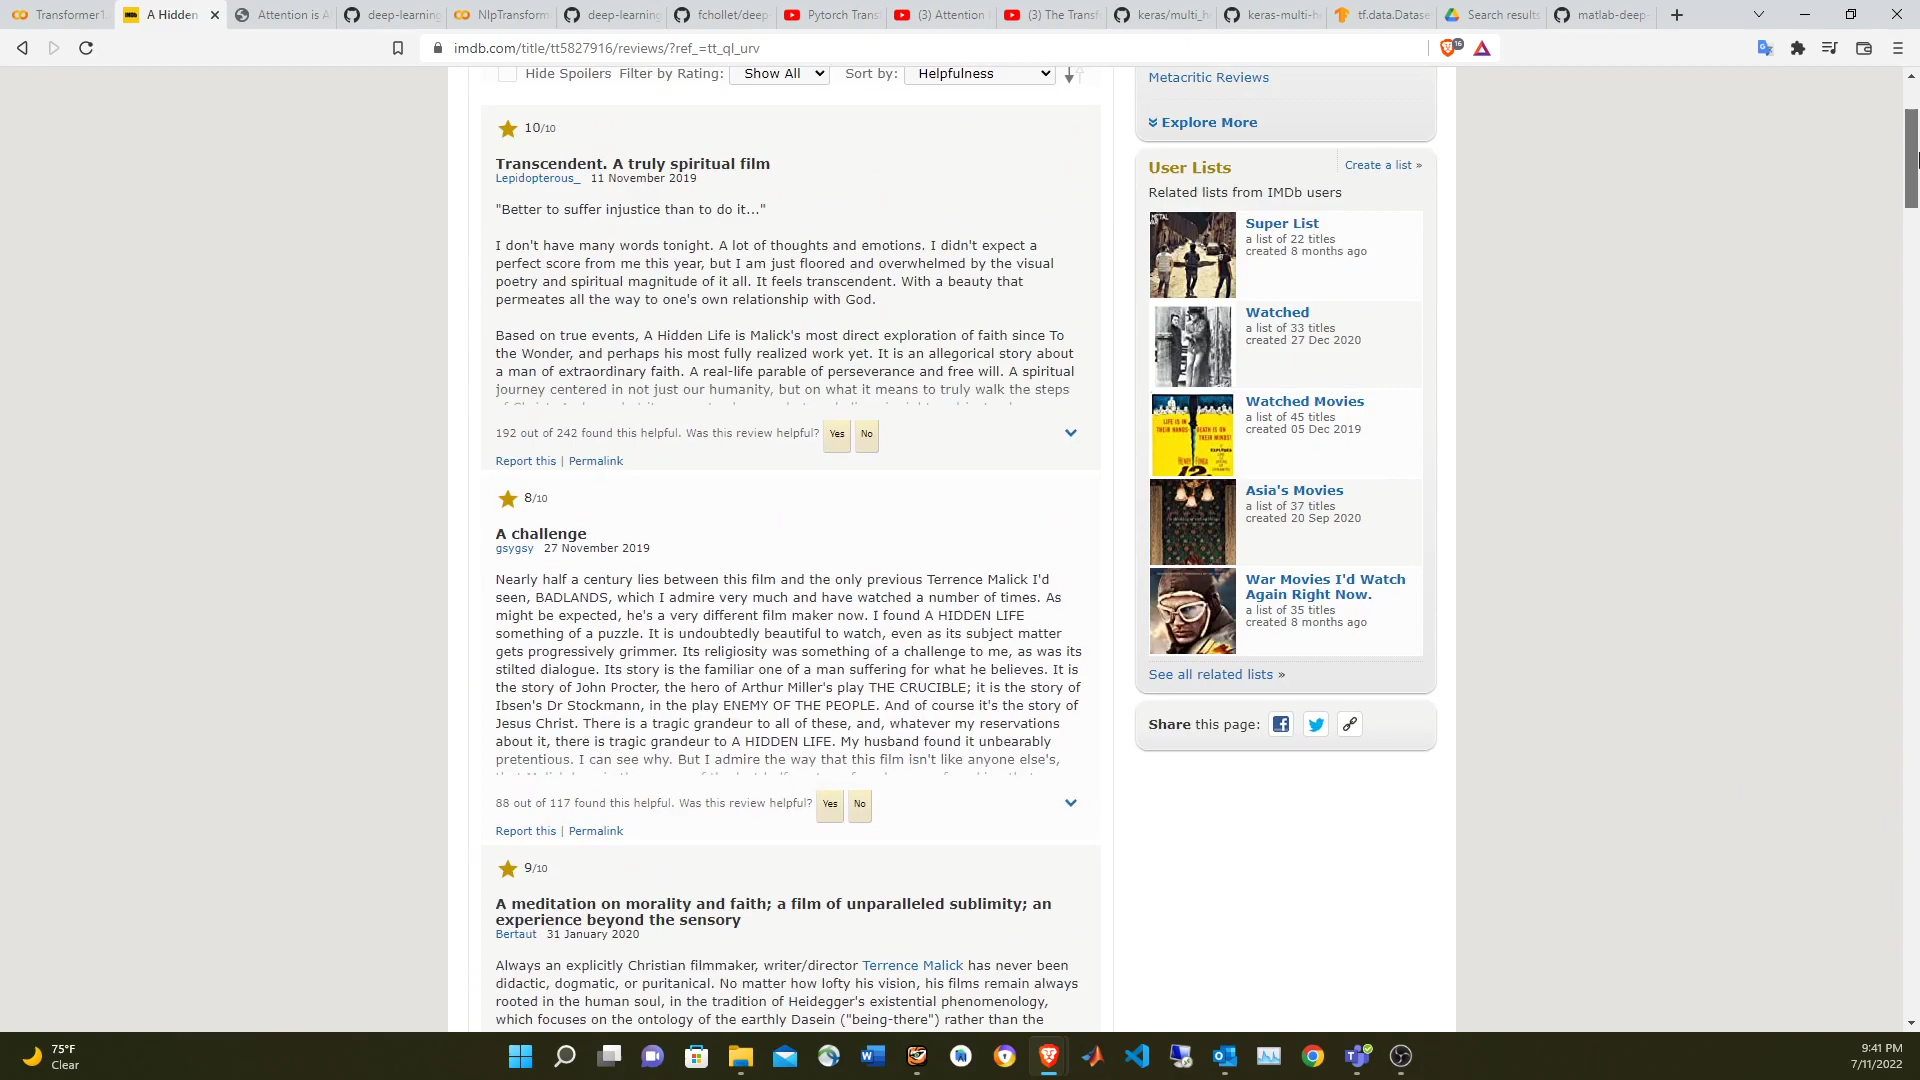 Transformer1
A Hidden
Attention is A
deep-learning
NlpTransform
deep-learning
fchollet/deep
Pytorch Trans
(3) Attention
(3) The Transf
keras/multi_h
keras-multi-h
tf.data.Datase
Search results
matlab-deep-
imdb.com/title/tt5827916/reviews/?ref_=tt_ql_urv
16
Hide Spoilers Filter by Rating: Show All Sort by: Helpfulness
10/10
Transcendent. A truly spiritual film
Lepidopterous_ 11 November 2019
"Better to suffer injustice than to do it..."
I don't have many words tonight. A lot of thoughts and emotions. I didn't expect a
perfect score from me this year, but I am just floored and overwhelmed by the visual
poetry and spiritual magnitude of it all. It feels transcendent. With a beauty that
permeates all the way to one's own relationship with God.
Based on true events, A Hidden Life is Malick's most direct exploration of faith since To
the Wonder, and perhaps his most fully realized work yet. It is an allegorical story about
a man of extraordinary faith. A real-life parable of perseverance and free will. A spiritual
journey centered in not just our humanity, but on what it means to truly walk the steps
192 out of 242 found this helpful. Was this review helpful? Yes No
Report this | Permalink
8/10
A challenge
gsygsy 27 November 2019
Nearly half a century lies between this film and the only previous Terrence Malick I'd
seen, BADLANDS, which I admire very much and have watched a number of times. As
might be expected, he's a very different film maker now. I found A HIDDEN LIFE
something of a puzzle. It is undoubtedly beautiful to watch, even as its subject matter
gets progressively grimmer. Its religiosity was something of a challenge to me, as was its
stilted dialogue. Its story is the familiar one of a man suffering for what he believes. It is
the story of John Procter, the hero of Arthur Miller's play THE CRUCIBLE; it is the story of
Ibsen's Dr Stockmann, in the play ENEMY OF THE PEOPLE. And of course it's the story of
Jesus Christ. There is a tragic grandeur to all of these, and, whatever my reservations
about it, there is tragic grandeur to A HIDDEN LIFE. My husband found it unbearably
pretentious. I can see why. But I admire the way that this film isn't like anyone else's,
88 out of 117 found this helpful. Was this review helpful? Yes No
Report this | Permalink
9/10
A meditation on morality and faith; a film of unparalleled sublimity; an
experience beyond the sensory
Bertaut 31 January 2020
Always an explicitly Christian filmmaker, writer/director Terrence Malick has never been
didactic, dogmatic, or puritanical. No matter how lofty his vision, his films remain always
rooted in the human soul, in the tradition of Heidegger's existential phenomenology,
which focuses on the ontology of the earthly Dasein ("being-there") rather than the
Metacritic Reviews
Explore More
User Lists
Create a list »
Related lists from IMDb users
Super List
a list of 22 titles
created 8 months ago
Watched
a list of 33 titles
created 27 Dec 2020
Watched Movies
a list of 45 titles
created 05 Dec 2019
Asia's Movies
a list of 37 titles
created 20 Sep 2020
War Movies I'd Watch
Again Right Now.
a list of 35 titles
created 8 months ago
See all related lists »
Share this page:
75°F
Clear
9:41 PM
7/11/2022